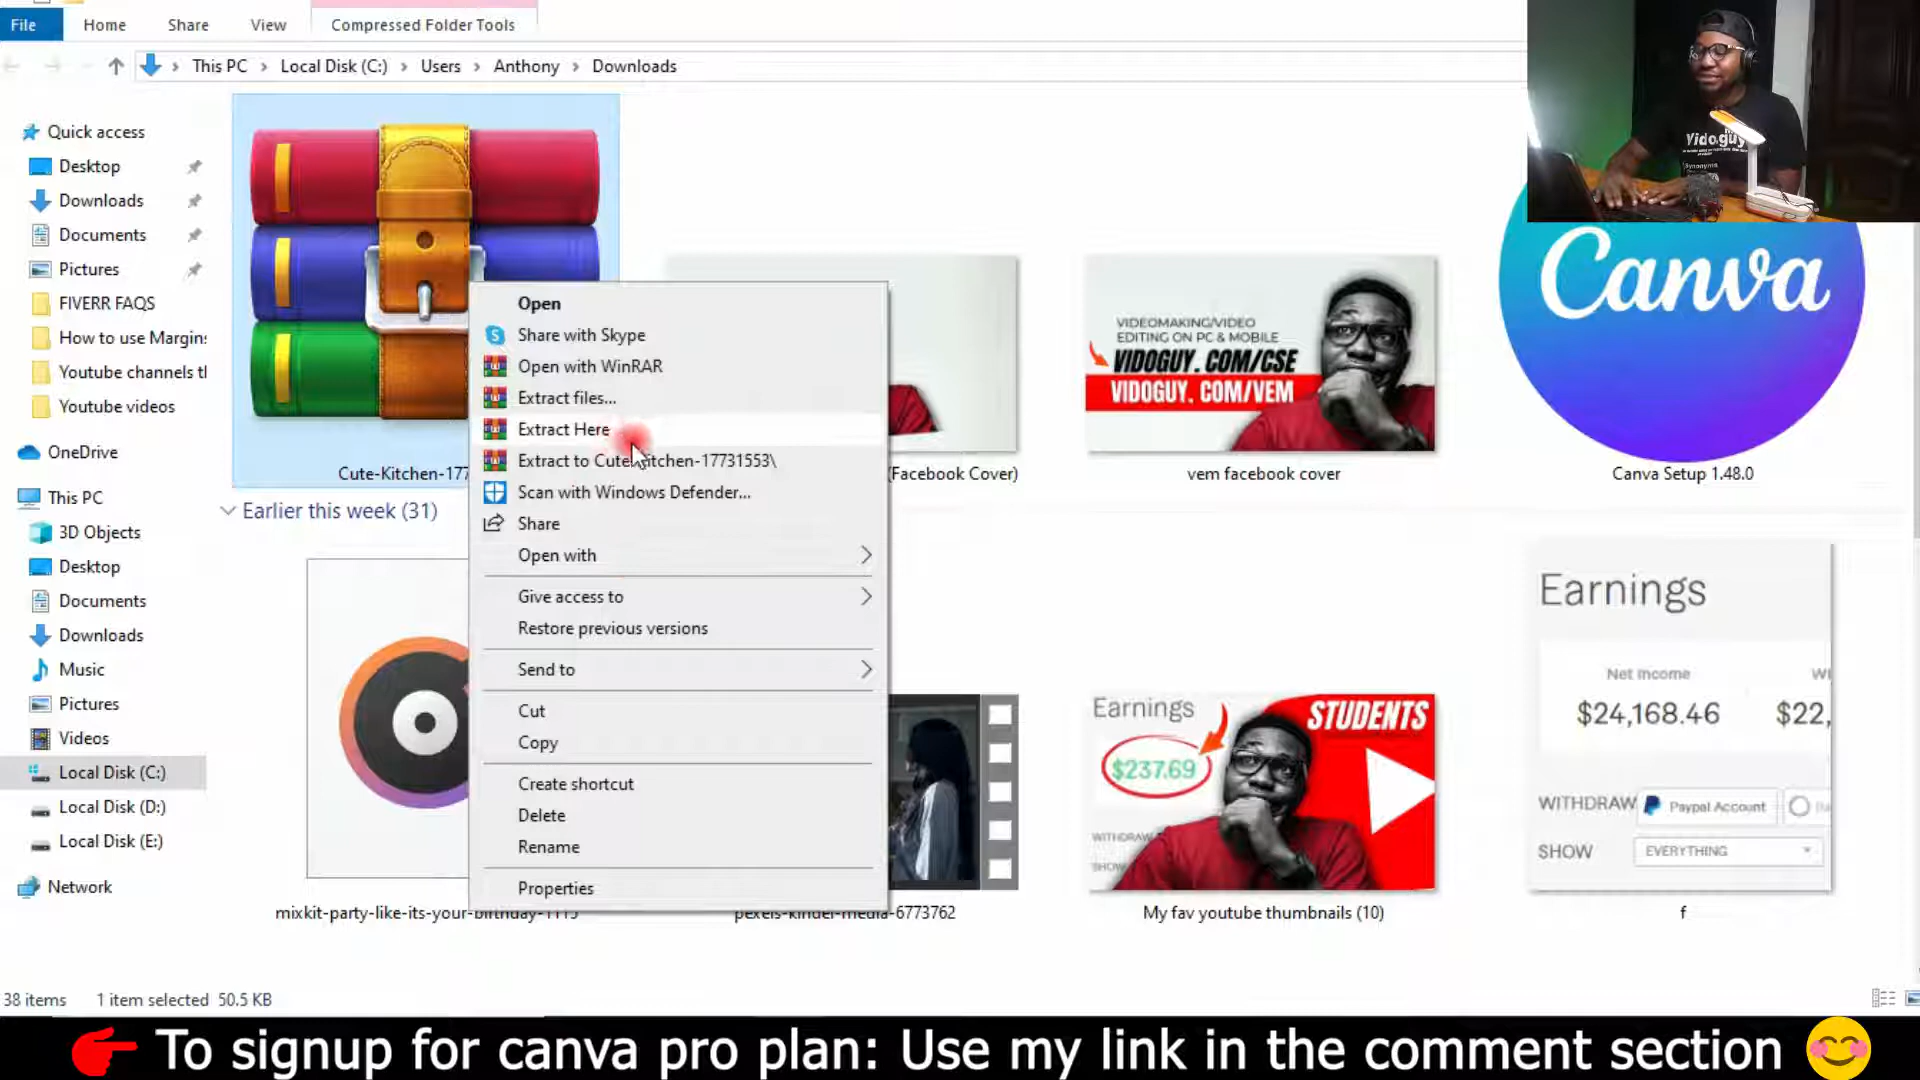 File
Home
Share
View
Compressed Folder Tools
This PC
Local Disk (C:)
Users
Anthony
Downloads
Quick access
Desktop
Downloads
Documents
Pictures
FIVERR FAQS
How to use Margin
Youtube channels t
Youtube videos
OneDrive
This PC
3D Objects
Desktop
Documents
Downloads
Music
Pictures
Videos
Local Disk (C:)
Local Disk (D:)
Local Disk (E:)
Network
Cute-Kitchen-177
Open
Share with Skype
Open with WinRAR
Extract files...
Extract Here
Extract to Cute-Kitchen-17731553\
Scan with Windows Defender...
Share
Open with
Give access to
Restore previous versions
Send to
Cut
Copy
Create shortcut
Delete
Rename
Properties
(Facebook Cover)
VIDEOMAKING/VIDEO
EDITING ON PC & MOBILE
VIDOGUY.COM/CSE
VIDOGUY.COM/VEM
vem facebook cover
Canva
Canva Setup 1.48.0
Vidoguy
Synonyms
Earlier this week (31)
mixkit-party-like-its-your-birthday-1115
pexels-kindel-media-6773762
Earnings
$237.69
STUDENTS
WITHDRAW
SHOW
My fav youtube thumbnails (10)
Earnings
Net Income
$24,168.46
$22,
WITHDRAW
Paypal Account
SHOW
EVERYTHING
f
38 items
1 item selected 50.5 KB
To signup for canva pro plan: Use my link in the comment section